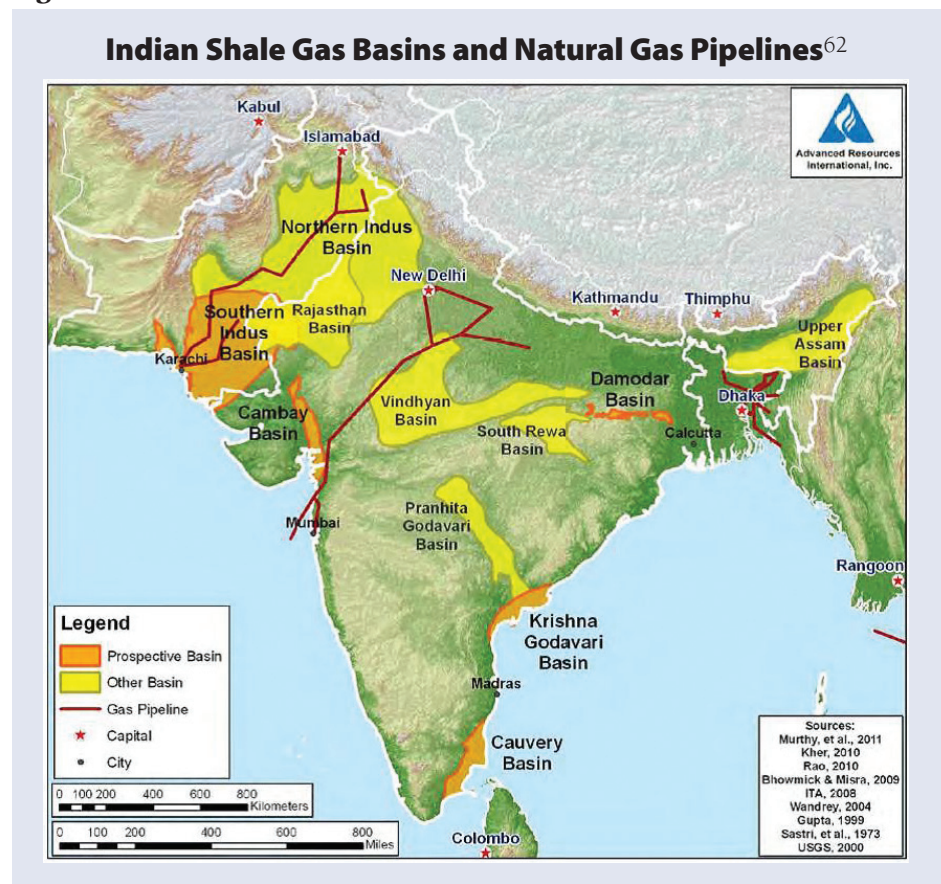 Indian Shale Gas Basins and Natural Gas Pipelines62
Kabul
Islamabad
Advanced Resources
International, Inc.
Northern Indus
Basin
New Delhi
Kathmandu
Thimphu
Southern
Indus
Basin
Rajasthan
Basin
Upper
Assam
Basin
Karachi
Damodar
Basin
Dhaka
Cambay
Basin
Vindhyan
Basin
South Rewa
Basin
Calcutta
Pranhita
Godavari
Basin
Mumbai
Rangoon
Krishna
Godavari
Basin
Madras
Cauvery
Basin
Colombo
Legend
Prospective Basin
Other Basin
Gas Pipeline
Capital
City
0 100 200 400 600 800
Kilometers
0 100 200 400 600 800
Miles
Sources:
Murthy, et al., 2011
Kher, 2010
Rao, 2010
Bhowmick & Misra, 2009
ITA, 2008
Wandrey, 2004
Gupta, 1999
Sastri, et al., 1973
USGS, 2000